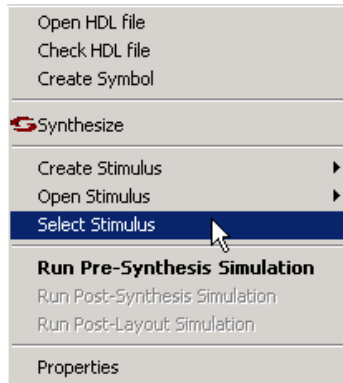 Open HDL file
Check HDL file
Create Symbol
Synthesize
Create Stimulus
Open Stimulus
Select Stimulus
Run Pre-Synthesis Simulation
Run Post-Synthesis Simulation
Run Post-Layout Simulation
Properties